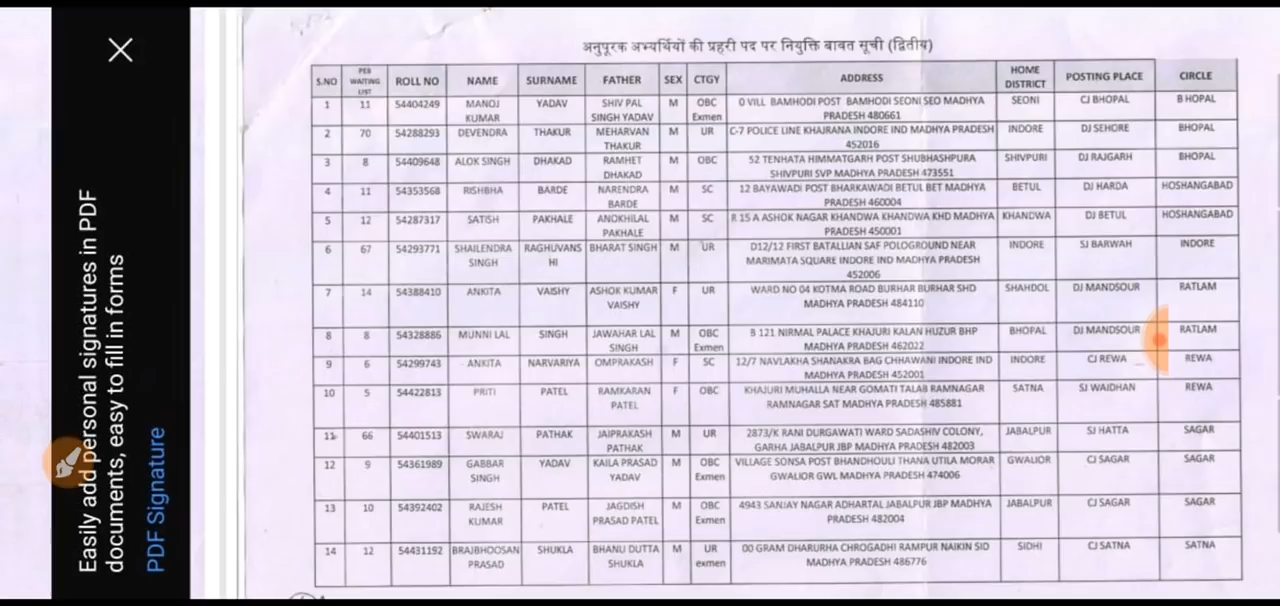 Easily add personal signatures in PDF
documents, easy to fill in forms
PDF Signature
अनुपूरक अभ्यर्थियों की प्रहरी पद पर नियुक्ति बावत सूची (द्वितीय)
S.NO PEB WAITING LIST ROLL NO NAME SURNAME FATHER SEX CTGY ADDRESS HOME DISTRICT POSTING PLACE CIRCLE
1 11 54404249 MANOJ KUMAR YADAV SHIV PAL SINGH YADAV M OBC Exmen 0 VILL BAMHODI POST BAMHODI SEONI SEO MADHYA PRADESH 480661 SEONI CJ BHOPAL B HOPAL
2 70 54288293 DEVENDRA THAKUR MEHARVAN THAKUR M UR C-7 POLICE LINE KHAJRANA INDORE IND MADHYA PRADESH 452016 INDORE DJ SEHORE BHOPAL
3 8 54409648 ALOK SINGH DHAKAD RAMHET DHAKAD M OBC 52 TENHATA HIMMATGARH POST SHUBHASHPURA SHIVPURI SVP MADHYA PRADESH 473551 SHIVPURI DJ RAJGARH BHOPAL
4 11 54353568 RISHBHA BARDE NARENDRA BARDE M SC 12 BAYAWADI POST BHARKAWADI BETUL BET MADHYA PRADESH 460004 BETUL DJ HARDA HOSHANGABAD
5 12 54287317 SATISH PAKHALE ANOKHILAL PAKHALE M SC R 15 A ASHOK NAGAR KHANDWA KHANDWA KHD MADHYA PRADESH 450001 KHANDWA DJ BETUL HOSHANGABAD
6 67 54293771 SHAILENDRA SINGH RAGHUVANS HI BHARAT SINGH M UR D12/12 FIRST BATALLIAN SAF POLOGROUND NEAR MARIMATA SQUARE INDORE IND MADHYA PRADESH 452006 INDORE SJ BARWAH INDORE
7 14 54388410 ANKITA VAISHY ASHOK KUMAR VAISHY F UR WARD NO 04 KOTMA ROAD BURHAR BURHAR SHD MADHYA PRADESH 484110 SHAHDOL DJ MANDSOUR RATLAM
8 8 54328886 MUNNI LAL SINGH JAWAHAR LAL SINGH M OBC Exmen B 121 NIRMAL PALACE KHAJURI KALAN HUZUR BHP MADHYA PRADESH 462022 BHOPAL DJ MANDSOUR RATLAM
9 6 54299743 ANKITA NARVARIYA OMPRAKASH F SC 12/7 NAVLAKHA SHANAKRA BAG CHHAWANI INDORE IND MADHYA PRADESH 452001 INDORE CJ REWA REWA
10 5 54422813 PRITI PATEL RAMKARAN PATEL F OBC KHAJURI MUHALLA NEAR GOMATI TALAB RAMNAGAR RAMNAGAR SAT MADHYA PRADESH 485881 SATNA SJ WAIDHAN REWA
11 66 54401513 SWARAJ PATHAK JAIPRAKASH PATHAK M UR 2873/K RANI DURGAWATI WARD SADASHIV COLONY, GARHA JABALPUR JBP MADHYA PRADESH 482003 JABALPUR SJ HATTA SAGAR
12 9 54361989 GABBAR SINGH YADAV KAILA PRASAD YADAV M OBC Exmen VILLAGE SONSA POST BHANDHOULI THANA UTILA MORAR GWALIOR GWL MADHYA PRADESH 474006 GWALIOR CJ SAGAR SAGAR
13 10 54392402 RAJESH KUMAR PATEL JAGDISH PRASAD PATEL M OBC Exmen 4943 SANJAY NAGAR ADHARTAL JABALPUR JBP MADHYA PRADESH 482004 JABALPUR CJ SAGAR SAGAR
14 12 54431192 BRAJBHOOSAN PRASAD SHUKLA BHANU DUTTA SHUKLA M UR exmen 00 GRAM DHARURHA CHROGADHI RAMPUR NAIKIN SID MADHYA PRADESH 486776 SIDHI CJ SATNA SATNA